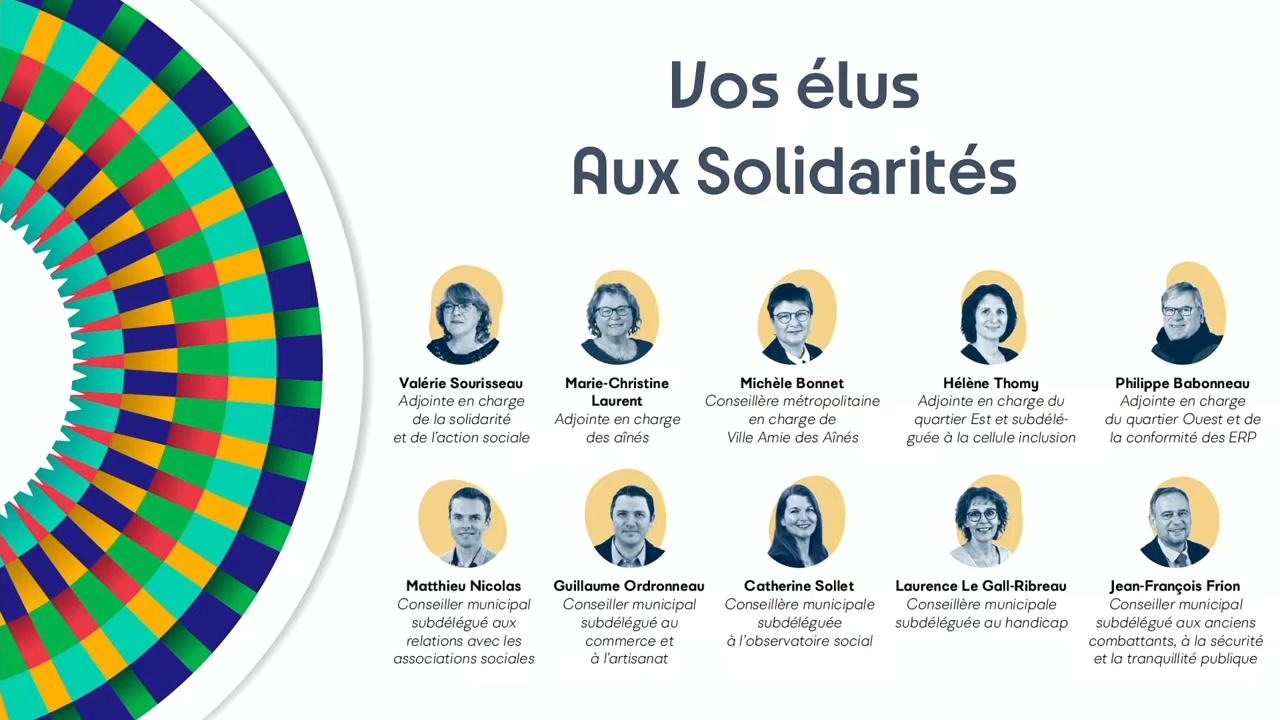 Vos élus
Aux Solidarités
Valérie Sourisseau
Adjointe en charge
de la solidarité
et de l'action sociale
Marie-Christine
Laurent
Adjointe en charge
des aînés
Michèle Bonnet
Conseillère métropolitaine
en charge de
Ville Amie des Aînés
Hélène Thomy
Adjointe en charge du
quartier Est et subdélé-
guée à la cellule inclusion
Philippe Babonneau
Adjointe en charge
du quartier Ouest et de
la conformité des ERP
Matthieu Nicolas
Conseiller municipal
subdélégué aux
relations avec les
associations sociales
Guillaume Ordronneau
Conseiller municipal
subdélégué au
commerce et
à l'artisanat
Catherine Sollet
Conseillère municipale
subdéléguée
à l'observatoire social
Laurence Le Gall-Ribreau
Conseillère municipale
subdéléguée au handicap
Jean-François Frion
Conseiller municipal
subdélégué aux anciens
combattants, à la sécurité
et la tranquillité publique